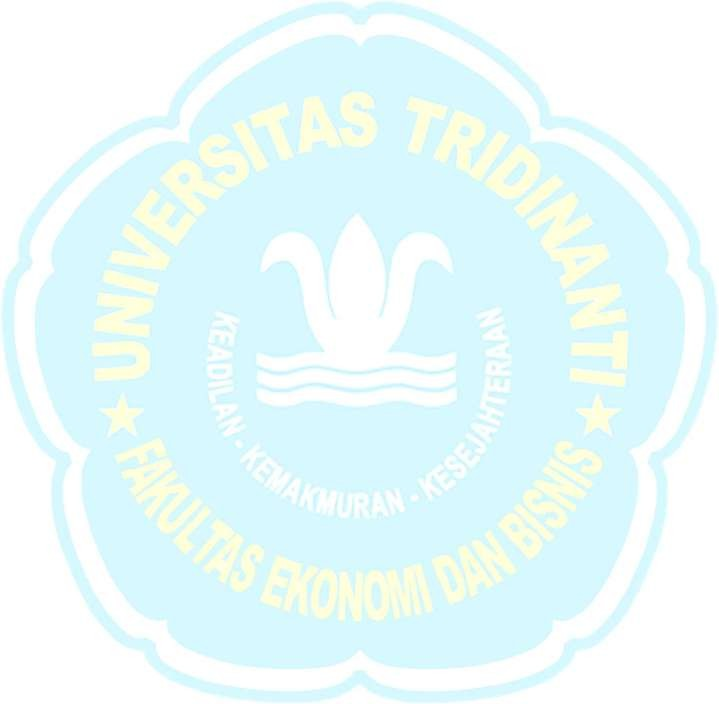 UNIVERSITAS TRIDINANTI
KEADILAN - KEMAKMURAN - KESEJAHTERAAN
FAKULTAS EKONOMI DAN BISNIS